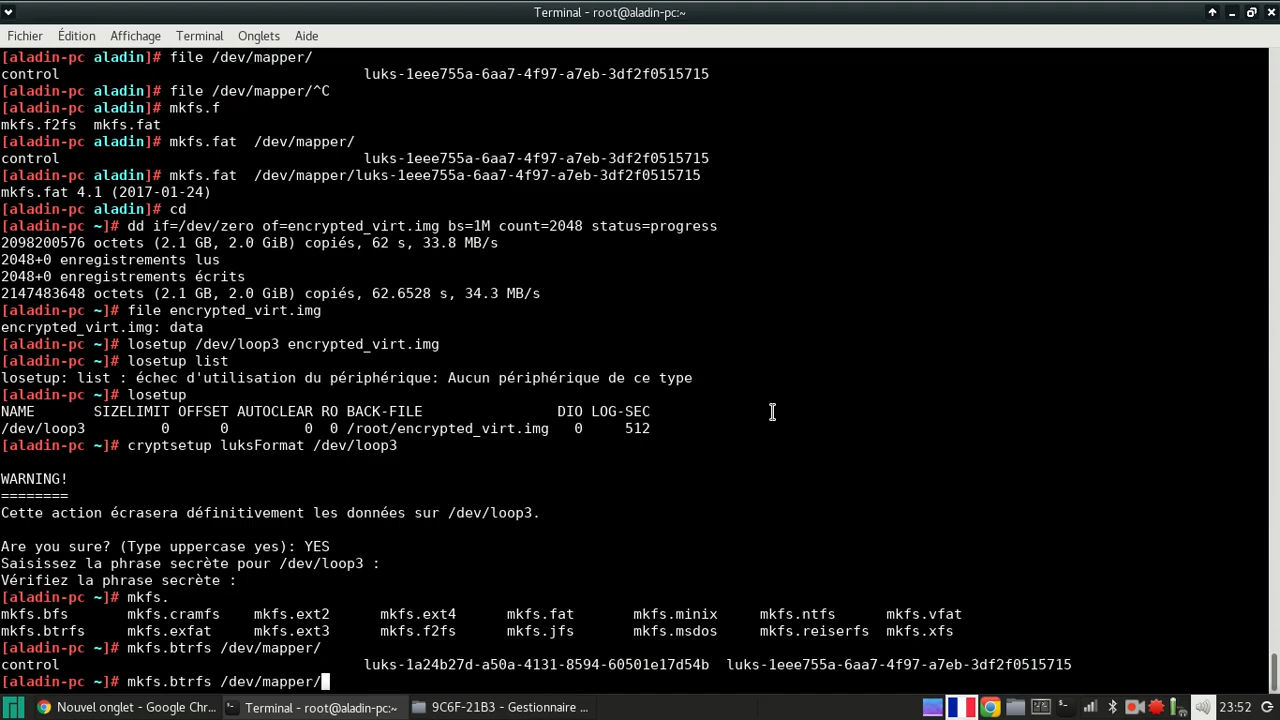 Terminal - root@aladin-pc:~
Fichier Édition Affichage Terminal Onglets Aide
[aladin-pc aladin]# file /dev/mapper/
control luks-1eee755a-6aa7-4f97-a7eb-3df2f0515715
[aladin-pc aladin]# file /dev/mapper/^C
[aladin-pc aladin]# mkfs.f
mkfs.f2fs mkfs.fat
[aladin-pc aladin]# mkfs.fat /dev/mapper/
control luks-1eee755a-6aa7-4f97-a7eb-3df2f0515715
[aladin-pc aladin]# mkfs.fat /dev/mapper/luks-1eee755a-6aa7-4f97-a7eb-3df2f0515715
mkfs.fat 4.1 (2017-01-24)
[aladin-pc aladin]# cd
[aladin-pc ~]# dd if=/dev/zero of=encrypted_virt.img bs=1M count=2048 status=progress
2098200576 octets (2.1 GB, 2.0 GiB) copiés, 62 s, 33.8 MB/s
2048+0 enregistrements lus
2048+0 enregistrements écrits
2147483648 octets (2.1 GB, 2.0 GiB) copiés, 62.6528 s, 34.3 MB/s
[aladin-pc ~]# file encrypted_virt.img
encrypted_virt.img: data
[aladin-pc ~]# losetup /dev/loop3 encrypted_virt.img
[aladin-pc ~]# losetup list
losetup: list : échec d'utilisation du périphérique: Aucun périphérique de ce type
[aladin-pc ~]# losetup
NAME SIZELIMIT OFFSET AUTOCLEAR RO BACK-FILE DIO LOG-SEC
/dev/loop3 0 0 0 0 /root/encrypted_virt.img 0 512
[aladin-pc ~]# cryptsetup luksFormat /dev/loop3
WARNING!
========
Cette action écrasera définitivement les données sur /dev/loop3.
Are you sure? (Type uppercase yes): YES
Saisissez la phrase secrète pour /dev/loop3 :
Vérifiez la phrase secrète :
[aladin-pc ~]# mkfs.
mkfs.bfs mkfs.cramfs mkfs.ext2 mkfs.ext4 mkfs.fat mkfs.minix mkfs.ntfs mkfs.vfat
mkfs.btrfs mkfs.exfat mkfs.ext3 mkfs.f2fs mkfs.jfs mkfs.msdos mkfs.reiserfs mkfs.xfs
[aladin-pc ~]# mkfs.btrfs /dev/mapper/
control luks-1a24b27d-a50a-4131-8594-60501e17d54b luks-1eee755a-6aa7-4f97-a7eb-3df2f0515715
[aladin-pc ~]# mkfs.btrfs /dev/mapper/
Nouvel onglet - Google Chr... Terminal - root@aladin-pc:~ 9C6F-21B3 - Gestionnaire ... 23:52